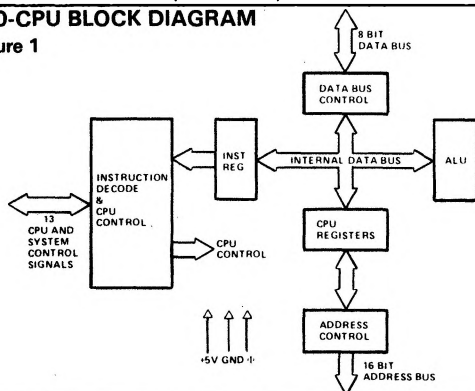 0-CPU BLOCK DIAGRAM
ure 1
8 BIT
DATA BUS
DATA BUS
CONTROL
INSTRUCTION
DECODE
&
CPU
CONTROL
INST
REG
INTERNAL DATA BUS
ALU
13
CPU AND
SYSTEM
CONTROL
SIGNALS
CPU
CONTROL
CPU
REGISTERS
ADDRESS
CONTROL
+5V GND Φ
16 BIT
ADDRESS BUS